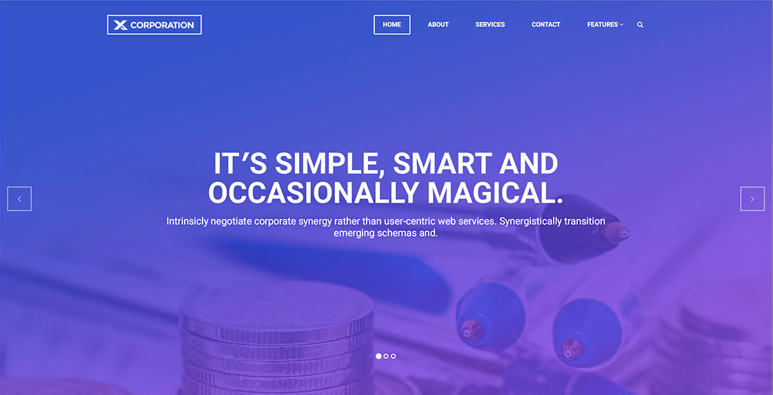 CORPORATION
HOME ABOUT SERVICES CONTACT FEATURES
IT'S SIMPLE, SMART AND
OCCASIONALLY MAGICAL.
Intrinsicly negotiate corporate synergy rather than user-centric web services. Synergistically transition
emerging schemas and.